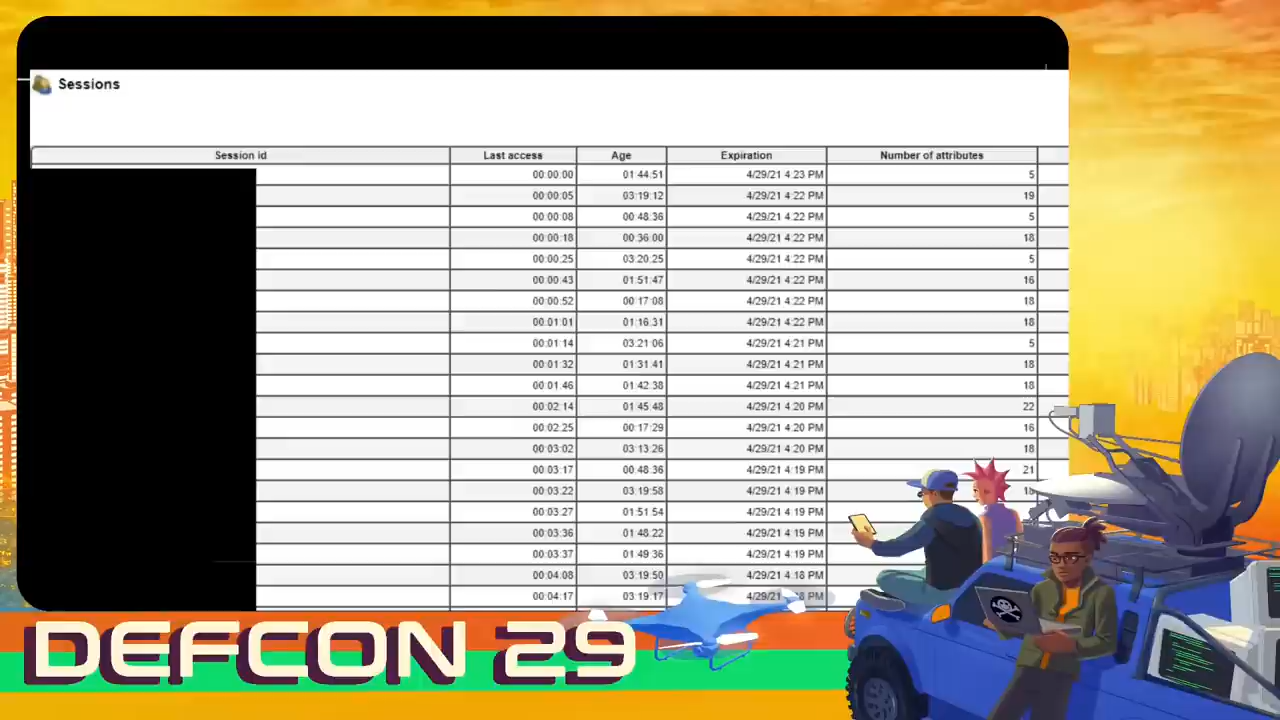 Sessions
Session id Last access Age Expiration Number of attributes
00:00:00 01:44:51 4/29/21 4:23 PM 5
00:00:05 03:19:12 4/29/21 4:22 PM 19
00:00:08 00:48:36 4/29/21 4:22 PM 5
00:00:18 00:36:00 4/29/21 4:22 PM 18
00:00:25 03:20:25 4/29/21 4:22 PM 5
00:00:43 01:51:47 4/29/21 4:22 PM 16
00:00:52 00:17:08 4/29/21 4:22 PM 18
00:01:01 01:16:31 4/29/21 4:22 PM 18
00:01:14 03:21:06 4/29/21 4:21 PM 5
00:01:32 01:31:41 4/29/21 4:21 PM 18
00:01:46 01:42:38 4/29/21 4:21 PM 18
00:02:14 01:45:48 4/29/21 4:20 PM 22
00:02:25 00:17:29 4/29/21 4:20 PM 16
00:03:02 03:13:26 4/29/21 4:20 PM 18
00:03:17 00:48:36 4/29/21 4:19 PM 21
00:03:22 03:19:58 4/29/21 4:19 PM
00:03:27 01:51:54 4/29/21 4:19 PM
00:03:36 01:48:22 4/29/21 4:19 PM
00:03:37 01:49:36 4/29/21 4:19 PM
00:04:08 03:19:50 4/29/21 4:18 PM
00:04:17 03:19:17 4/29/21 PM
DEFCON 29